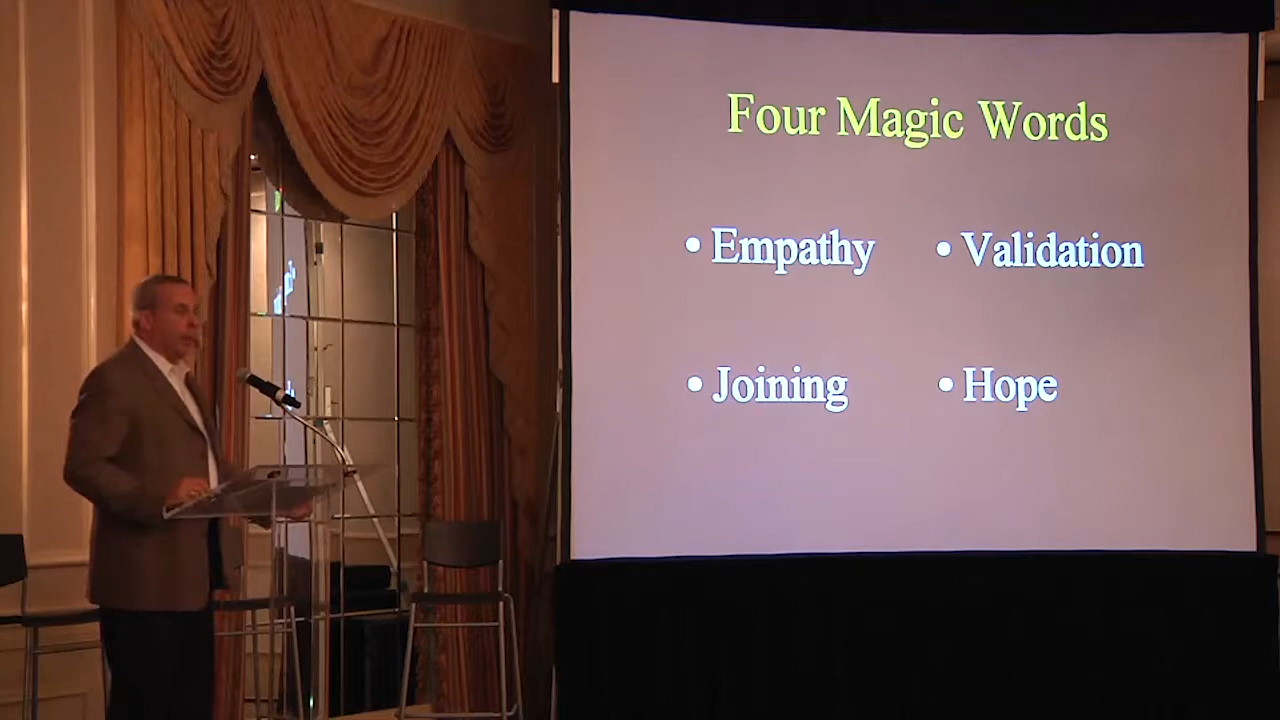 Four Magic Words
• Empathy • Validation
• Joining • Hope